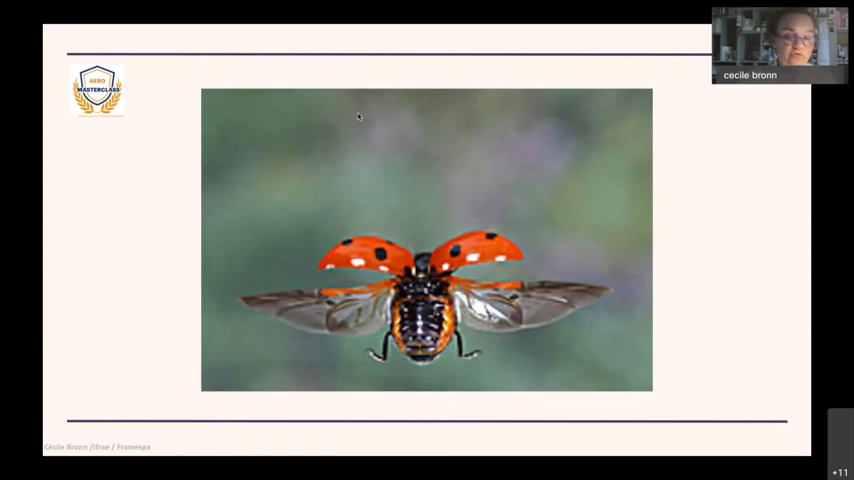 AERO
MASTERCLASS
cecile bronn
Cécile Bronn /ifrae / Framespa
+11